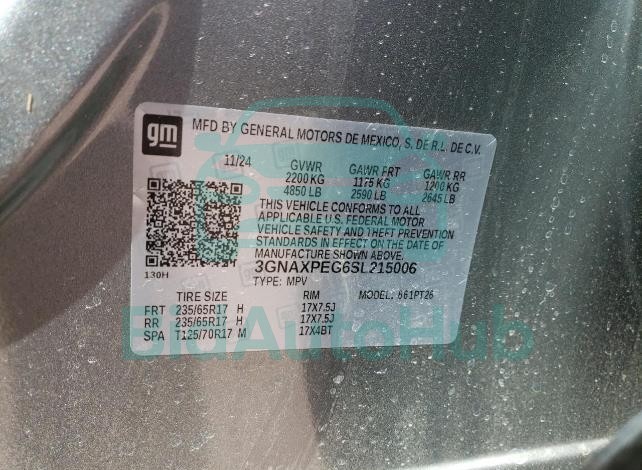 gm
MFD BY GENERAL MOTORS DE MEXICO, S. DE R.L. DE C.V.
11/24 GVWR GAWR FRT GAWR RR
2200 KG 1175 KG 1200 KG
4850 LB 2590 LB 2645 LB
THIS VEHICLE CONFORMS TO ALL
APPLICABLE U.S. FEDERAL MOTOR
VEHICLE SAFETY AND THEFT PREVENTION
STANDARDS IN EFFECT ON THE DATE OF
MANUFACTURE SHOWN ABOVE.
130H
3GNAXPEG6SL215006
TYPE: MPV MODEL:
TIRE SIZE RIM
FRT 235/65R17 H 17X7.5J
RR 235/65R17 H 17X7.5J
SPA T125/70R17 M 17X4BT
BidAutoHub